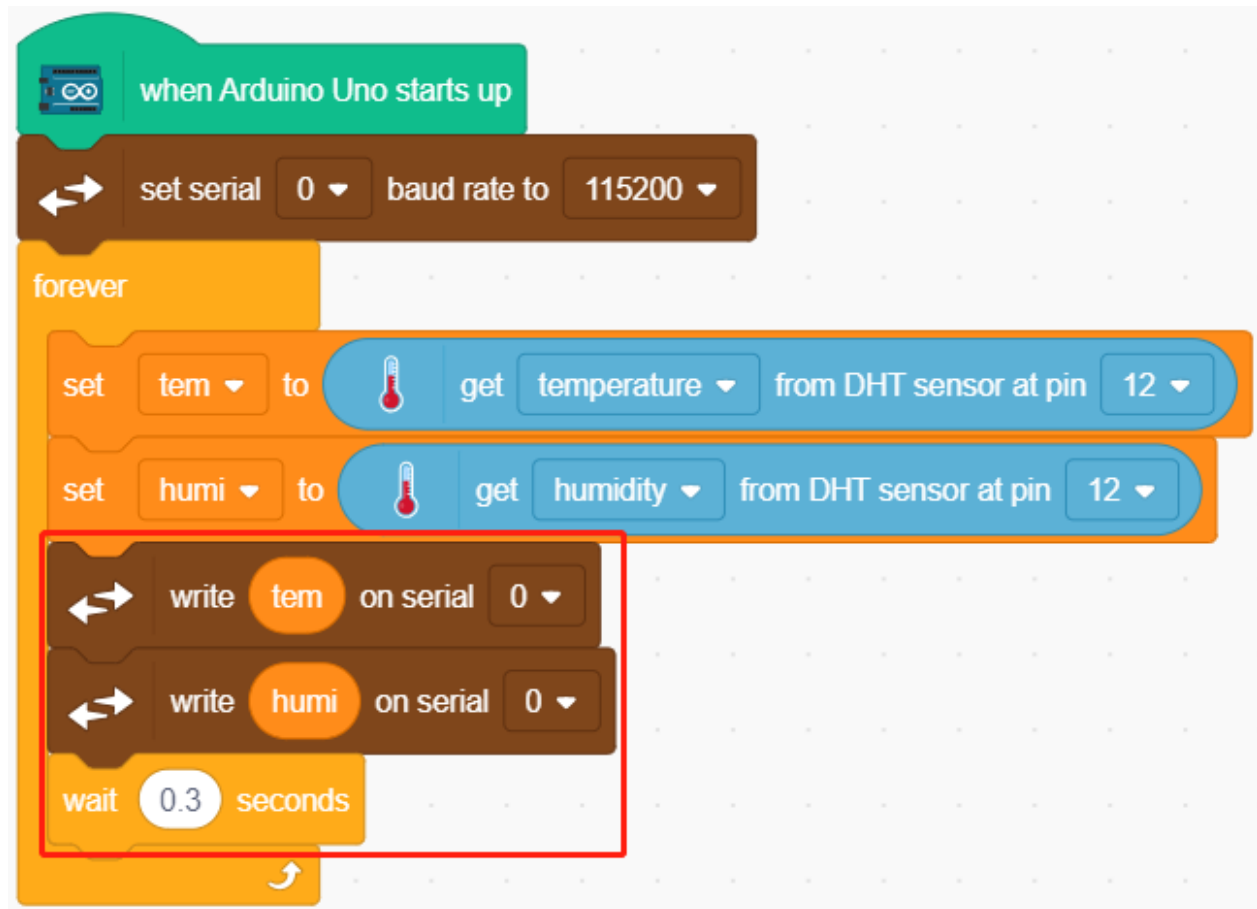 when Arduino Uno starts up
set serial 0 baud rate to 115200
forever
set tem to get temperature from DHT sensor at pin 12
set humi to get humidity from DHT sensor at pin 12
write tem on serial 0
write humi on serial 0
wait 0.3 seconds